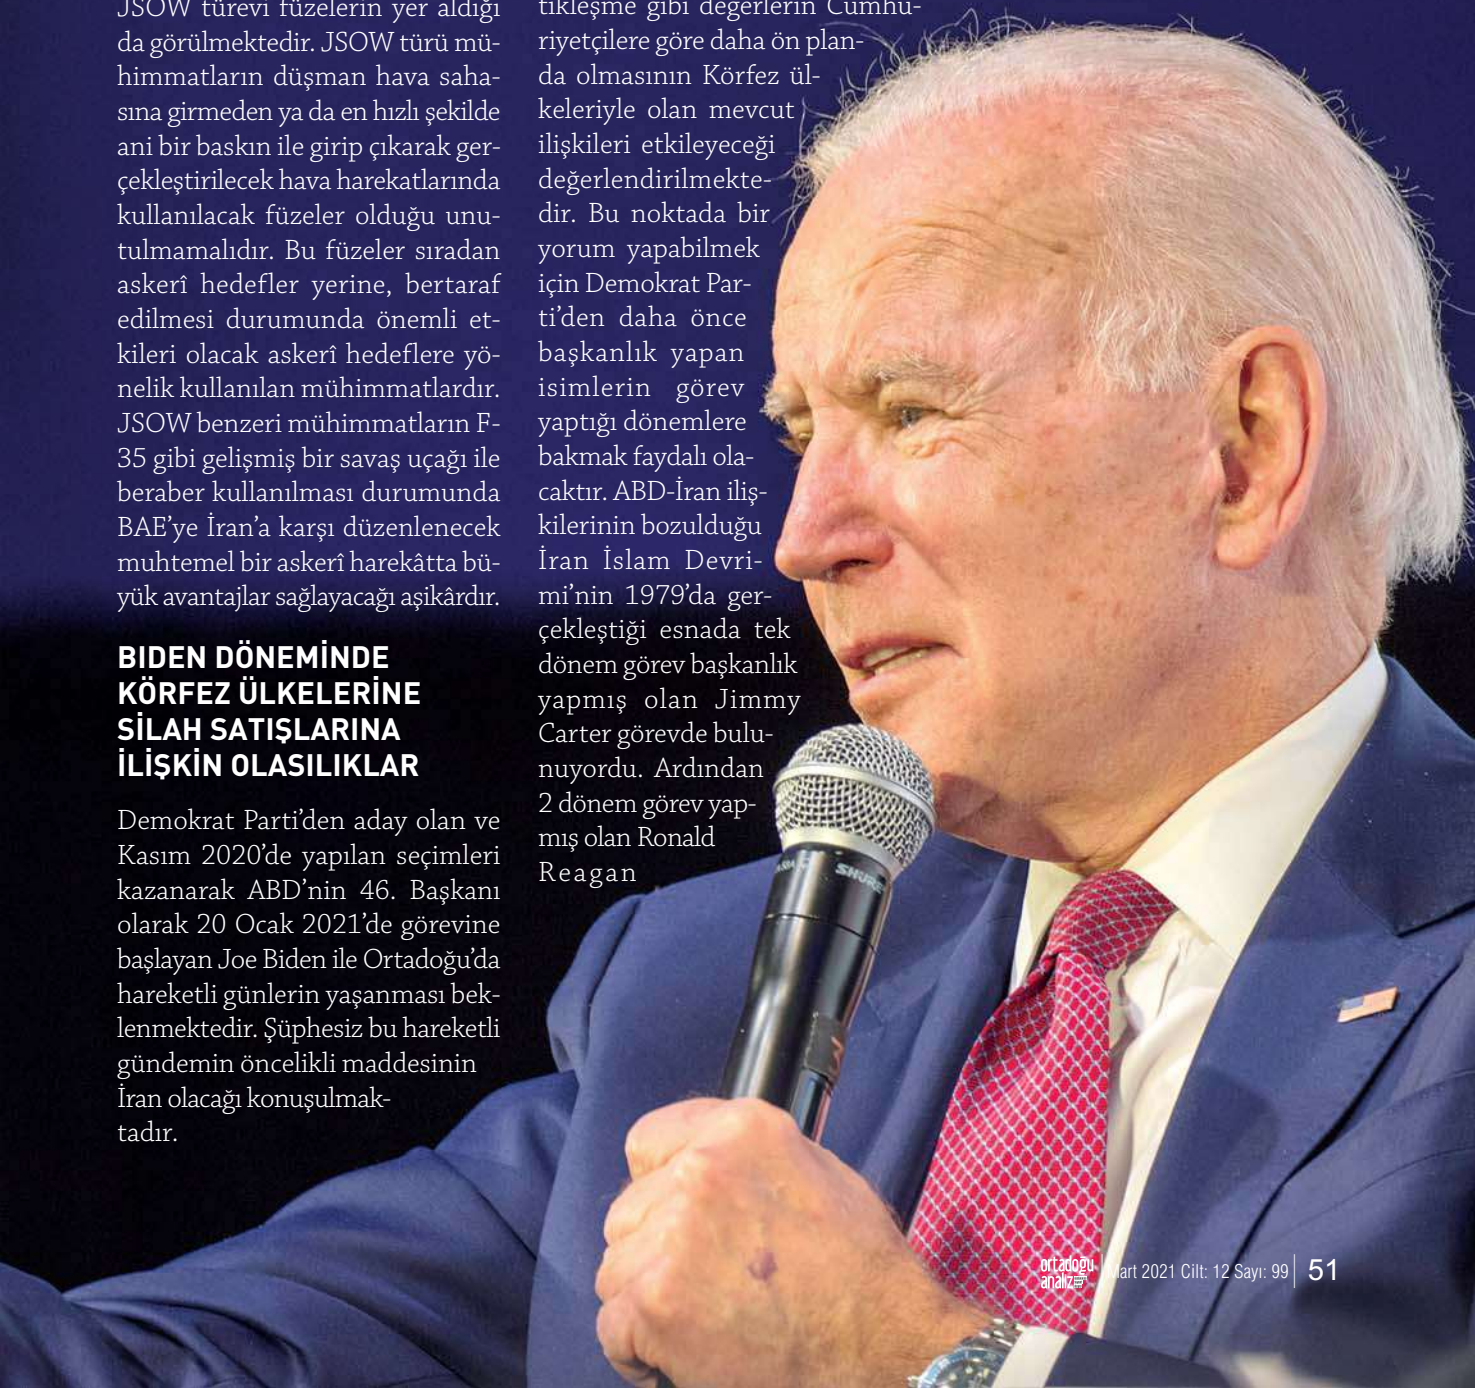 JSOW türevi füzelerin yer aldığı
da görülmektedir. JSOW türü mü-
himmatların düşman hava saha-
sına girmeden ya da en hızlı şekilde
ani bir baskın ile girip çıkarak ger-
çekleştirilecek hava harekatlarında
kullanılacak füzeler olduğu unu-
tulmamalıdır. Bu füzeler sıradan
askerî hedefler yerine, bertaraf
edilmesi durumunda önemli et-
kileri olacak askerî hedeflere yö-
nelik kullanılan mühimmatlardır.
JSOW benzeri mühimmatların F-
35 gibi gelişmiş bir savaş uçağı ile
beraber kullanılması durumunda
BAE’ye İran’a karşı düzenlenecek
muhtemel bir askerî harekâtta bü-
yük avantajlar sağlayacağı aşikârdır.
BIDEN DÖNEMİNDE
KÖRFEZ ÜLKELERİNE
SİLAH SATIŞLARINA
İLİŞKİN OLASILIKLAR
Demokrat Parti’den aday olan ve
Kasım 2020’de yapılan seçimleri
kazanarak ABD’nin 46. Başkanı
olarak 20 Ocak 2021’de görevine
başlayan Joe Biden ile Ortadoğu’da
hareketli günlerin yaşanması bek-
lenmektedir. Şüphesiz bu hareketli
gündemin öncelikli maddesinin
İran olacağı konuşulmak-
tadır.
tikleşme gibi değerlerin Cumhu-
riyetçilere göre daha ön plan-
da olmasının Körfez ül-
keleriyle olan mevcut
ilişkileri etkileyeceği
değerlendirilmekte-
dir. Bu noktada bir
yorum yapabilmek
için Demokrat Par-
ti’den daha önce
başkanlık yapan
isimlerin görev
yaptığı dönemlere
bakmak faydalı ola-
caktır. ABD-İran iliş-
kilerinin bozulduğu
İran İslam Devri-
mi’nin 1979’da ger-
çekleştiği esnada tek
dönem görev başkanlık
yapmış olan Jimmy
Carter görevde bulu-
nuyordu. Ardından
2 dönem görev yap-
mış olan Ronald
Reagan
SHURE
ortadoğu
analiz
Mart 2021 Cilt: 12 Sayı: 99 51